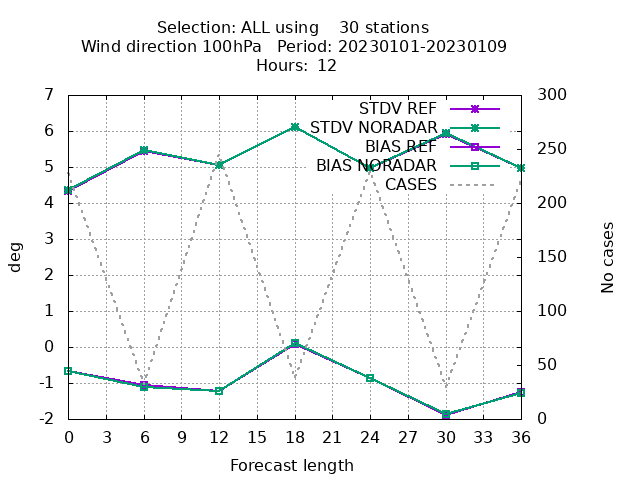 Selection: ALL using    30 stations
Wind direction 100hPa   Period: 20230101-20230109
Hours: 12
STDV REF
STDV NORADAR
BIAS REF
BIAS NORADAR
CASES
7
6
5
4
3
2
1
0
-1
-2
deg
300
250
200
150
100
50
0
No cases
0 3 6 9 12 15 18 21 24 27 30 33 36
Forecast length